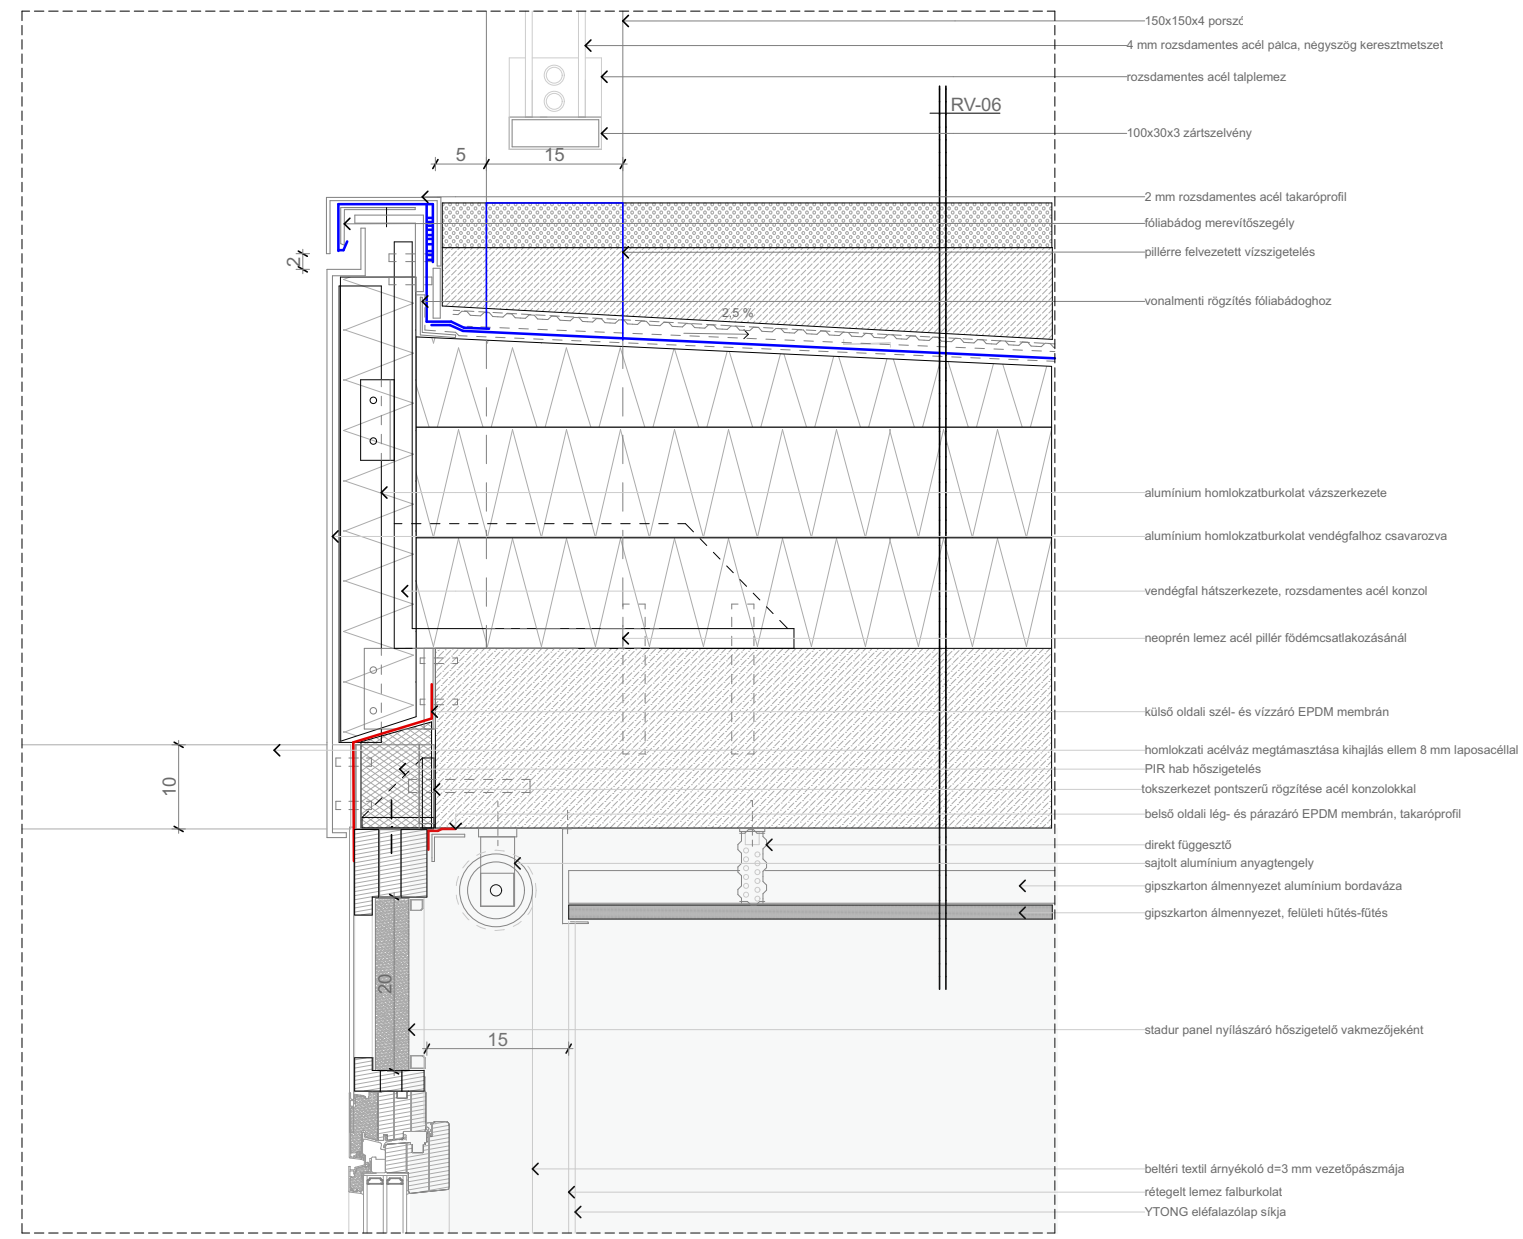 150x150x4 porszc
4 mm rozsdamentes acél pálca, négyszög keresztmetszet
rozsdamentes acél talplemez
RV-06
100x30x3 zártszelvény
5
15
2 mm rozsdamentes acél takaróprofil
fóliabádog merevítőszegély
pillérre felvezetett vízszigetelés
2
vonalmenti rögzítés fóliabádoghoz
2,5 %
alumínium homlokzatburkolat vázszerkezete
alumínium homlokzatburkolat vendégfalhoz csavarozva
vendégfal hátszerkezete, rozsdamentes acél konzol
neoprén lemez acél pillér födémcsatlakozásánál
külső oldali szél- és vízzáró EPDM membrán
homlokzati acélváz megtámasztása kihajlás ellem 8 mm laposacéllal
PIR hab hőszigetelés
10
tokszerkezet pontszerű rögzítése acél konzolokkal
belső oldali lég- és párazáró EPDM membrán, takaróprofil
direkt függesztő
sajtolt alumínium anyagtengely
gipszkarton álmennyezet alumínium bordaváza
gipszkarton álmennyezet, felületi hűtés-fűtés
20
stadur panel nyílászáró hőszigetelő vakmezőjeként
15
beltéri textil árnyékoló d=3 mm vezetőpászmája
rétegelt lemez falburkolat
YTONG eléfalazólap síkja